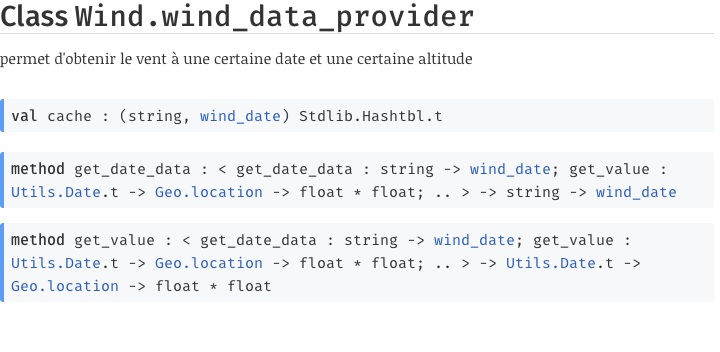 Class Wind.wind_data_provider
permet d'obtenir le vent à une certaine date et une certaine altitude
val cache : (string, wind_date) Stdlib.Hashtbl.t
method get_date_data : < get_date_data : string -> wind_date; get_value :
Utils.Date.t -> Geo.location -> float * float; .. > -> string -> wind_date
method get_value : < get_date_data : string -> wind_date; get_value :
Utils.Date.t -> Geo.location -> float * float; .. > -> Utils.Date.t ->
Geo.location -> float * float